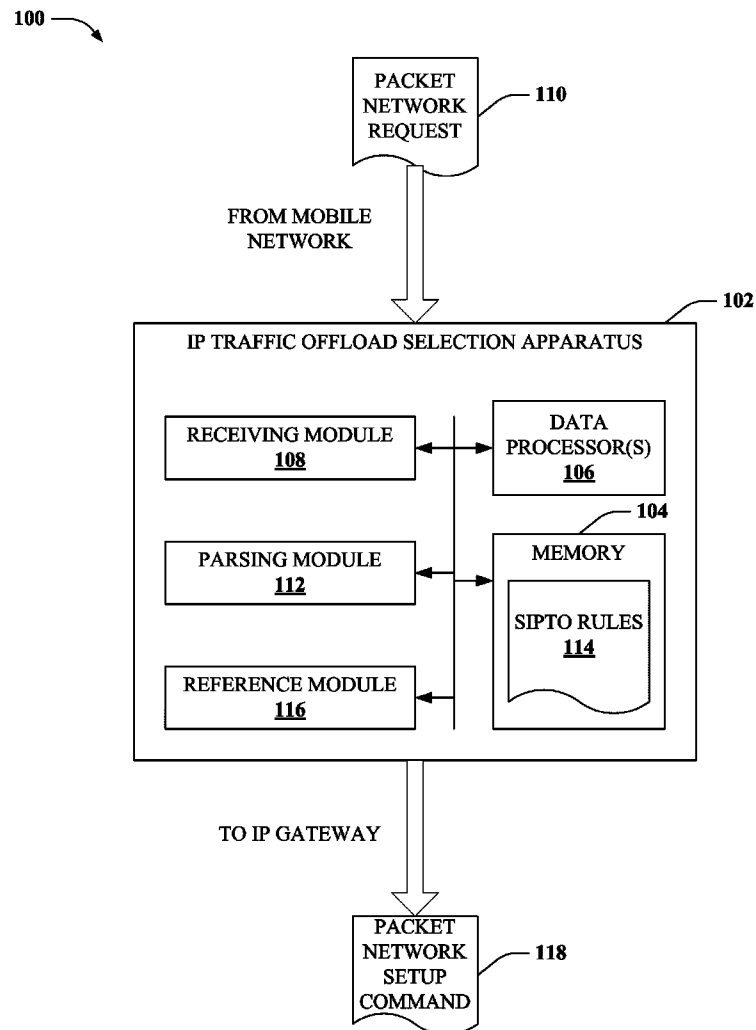 100
PACKET
NETWORK
REQUEST
110
FROM MOBILE
NETWORK
102
IP TRAFFIC OFFLOAD SELECTION APPARATUS
RECEIVING MODULE
108
DATA
PROCESSOR(S)
106
104
PARSING MODULE
112
MEMORY
SIPTO RULES
114
REFERENCE MODULE
116
TO IP GATEWAY
PACKET
NETWORK
SETUP
COMMAND
118